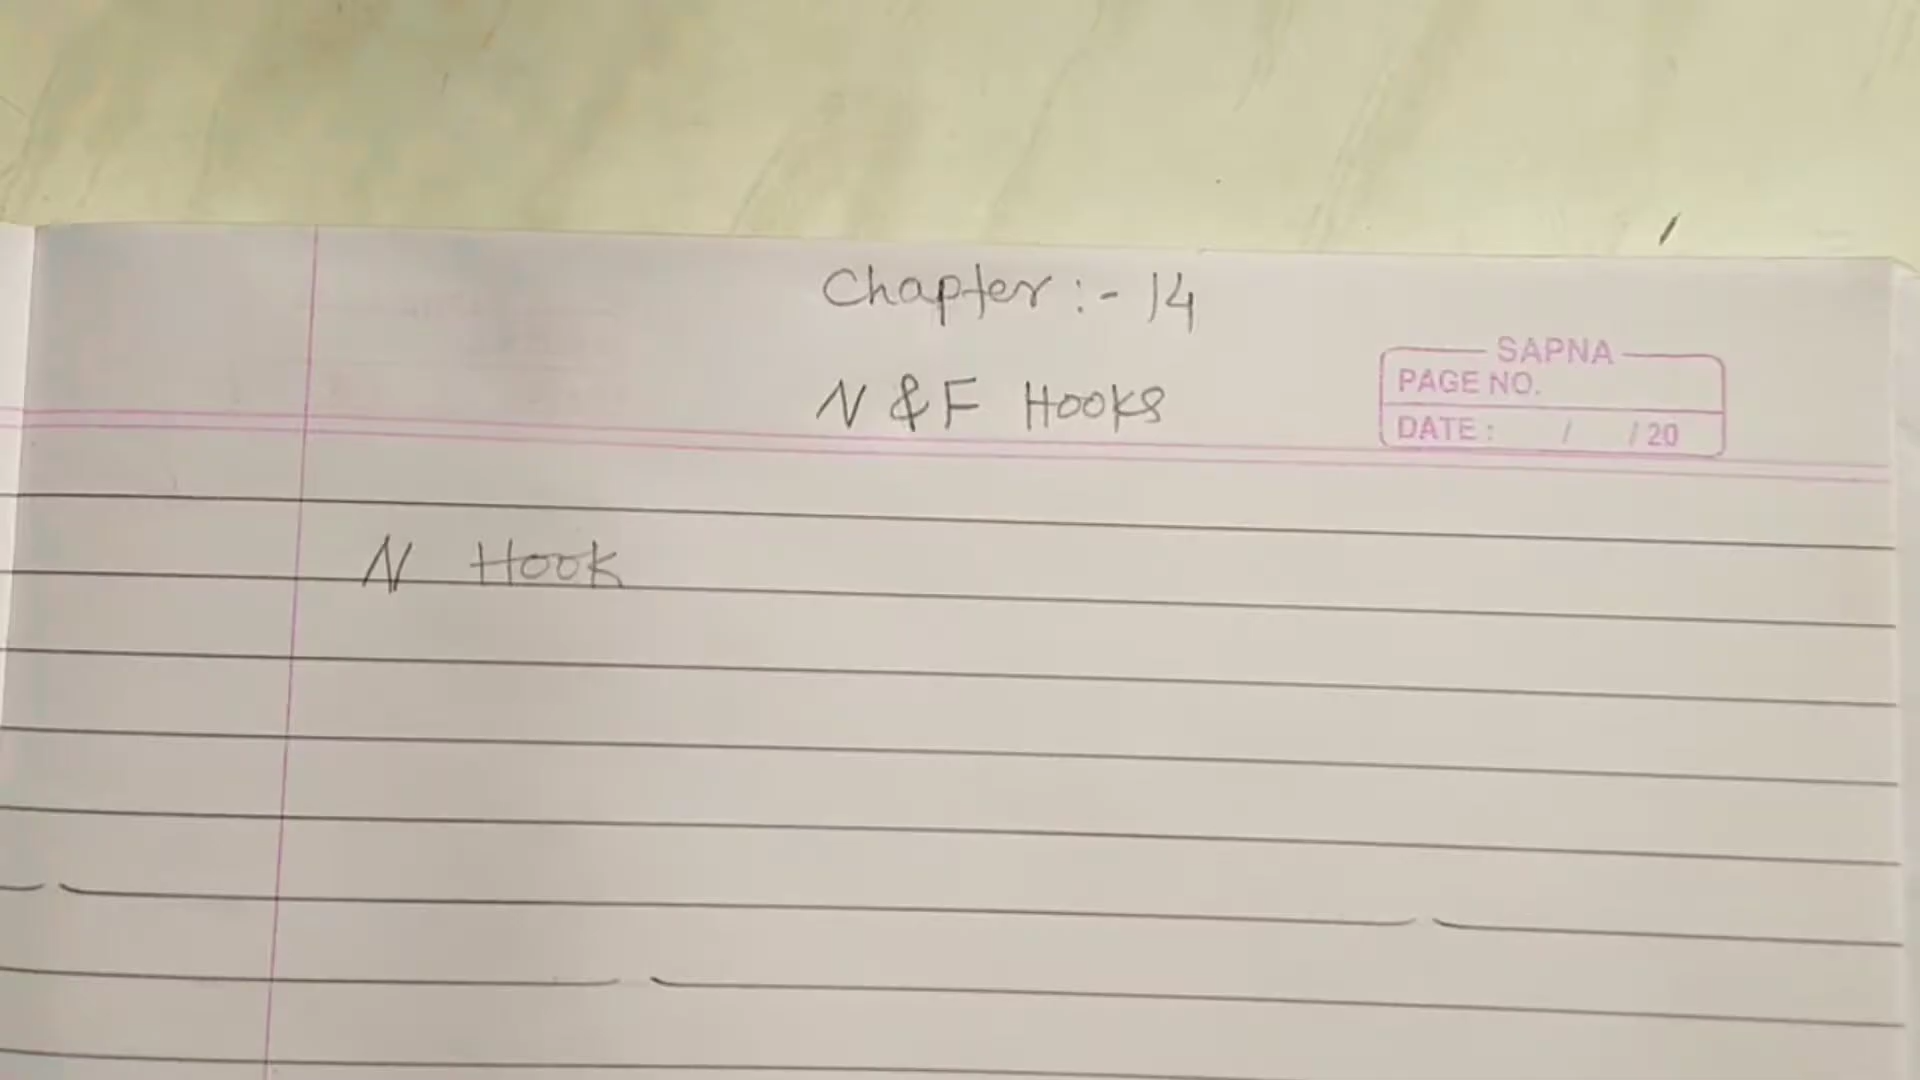 Chapter :- 14
N & F Hooks
SAPNA
PAGE NO.
DATE : / / 20
N Hook